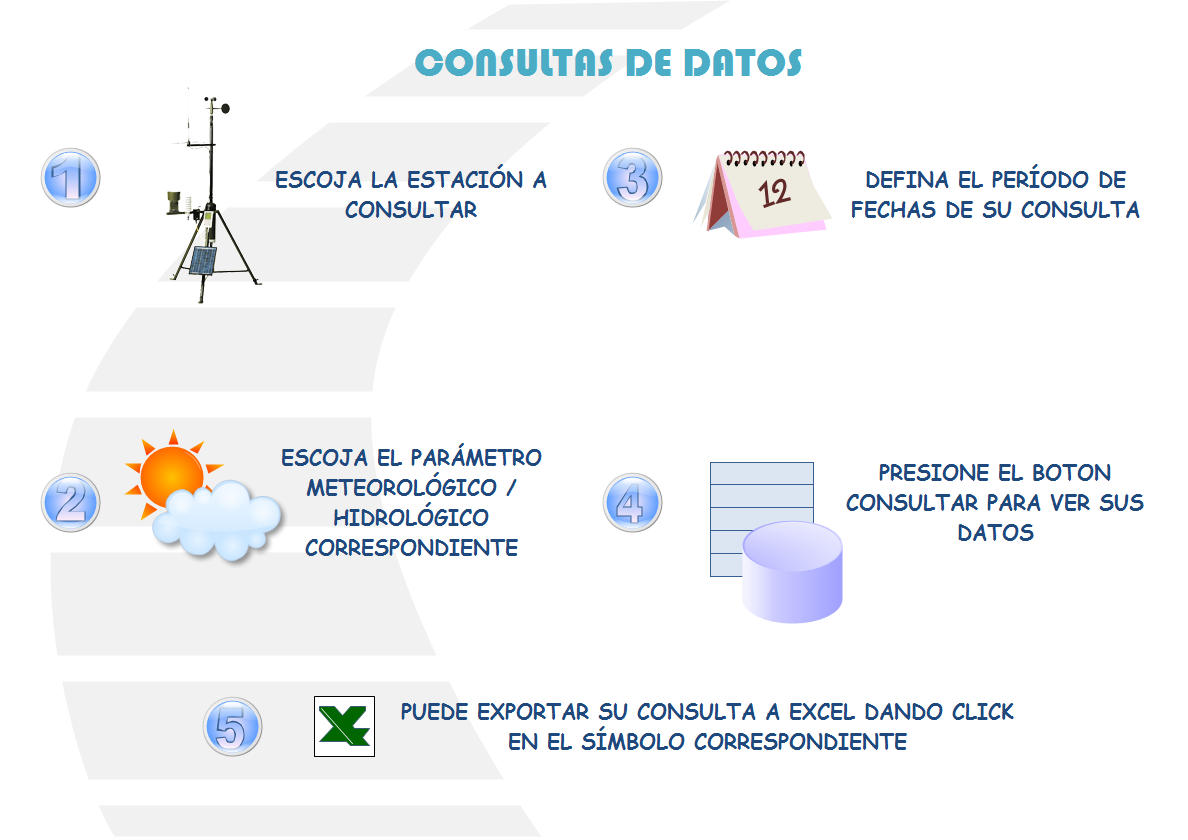 CONSULTAS DE DATOS
1
ESCOJA LA ESTACIÓN A
CONSULTAR
2
ESCOJA EL PARÁMETRO
METEOROLÓGICO /
HIDROLÓGICO
CORRESPONDIENTE
3
12
DEFINA EL PERÍODO DE
FECHAS DE SU CONSULTA
4
PRESIONE EL BOTON
CONSULTAR PARA VER SUS
DATOS
5
PUEDE EXPORTAR SU CONSULTA A EXCEL DANDO CLICK
EN EL SÍMBOLO CORRESPONDIENTE